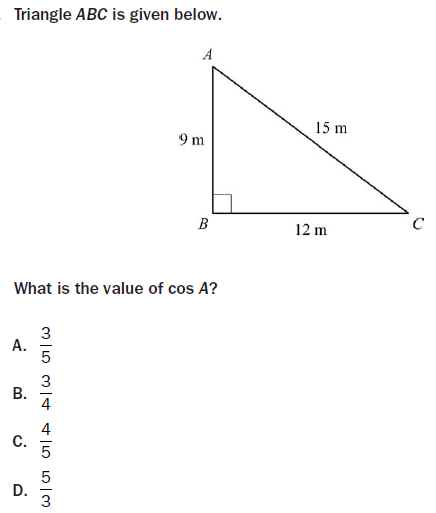 Triangle ABC is given below.
A
15 m
9 m
B
C
12 m
What is the value of cos A?
A. 3/5
B. 3/4
C. 4/5
D. 5/3